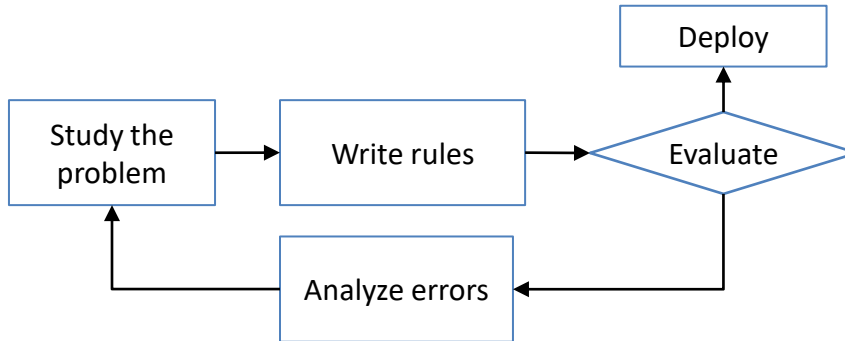 Deploy
Study the
problem
Write rules
Evaluate
Analyze errors